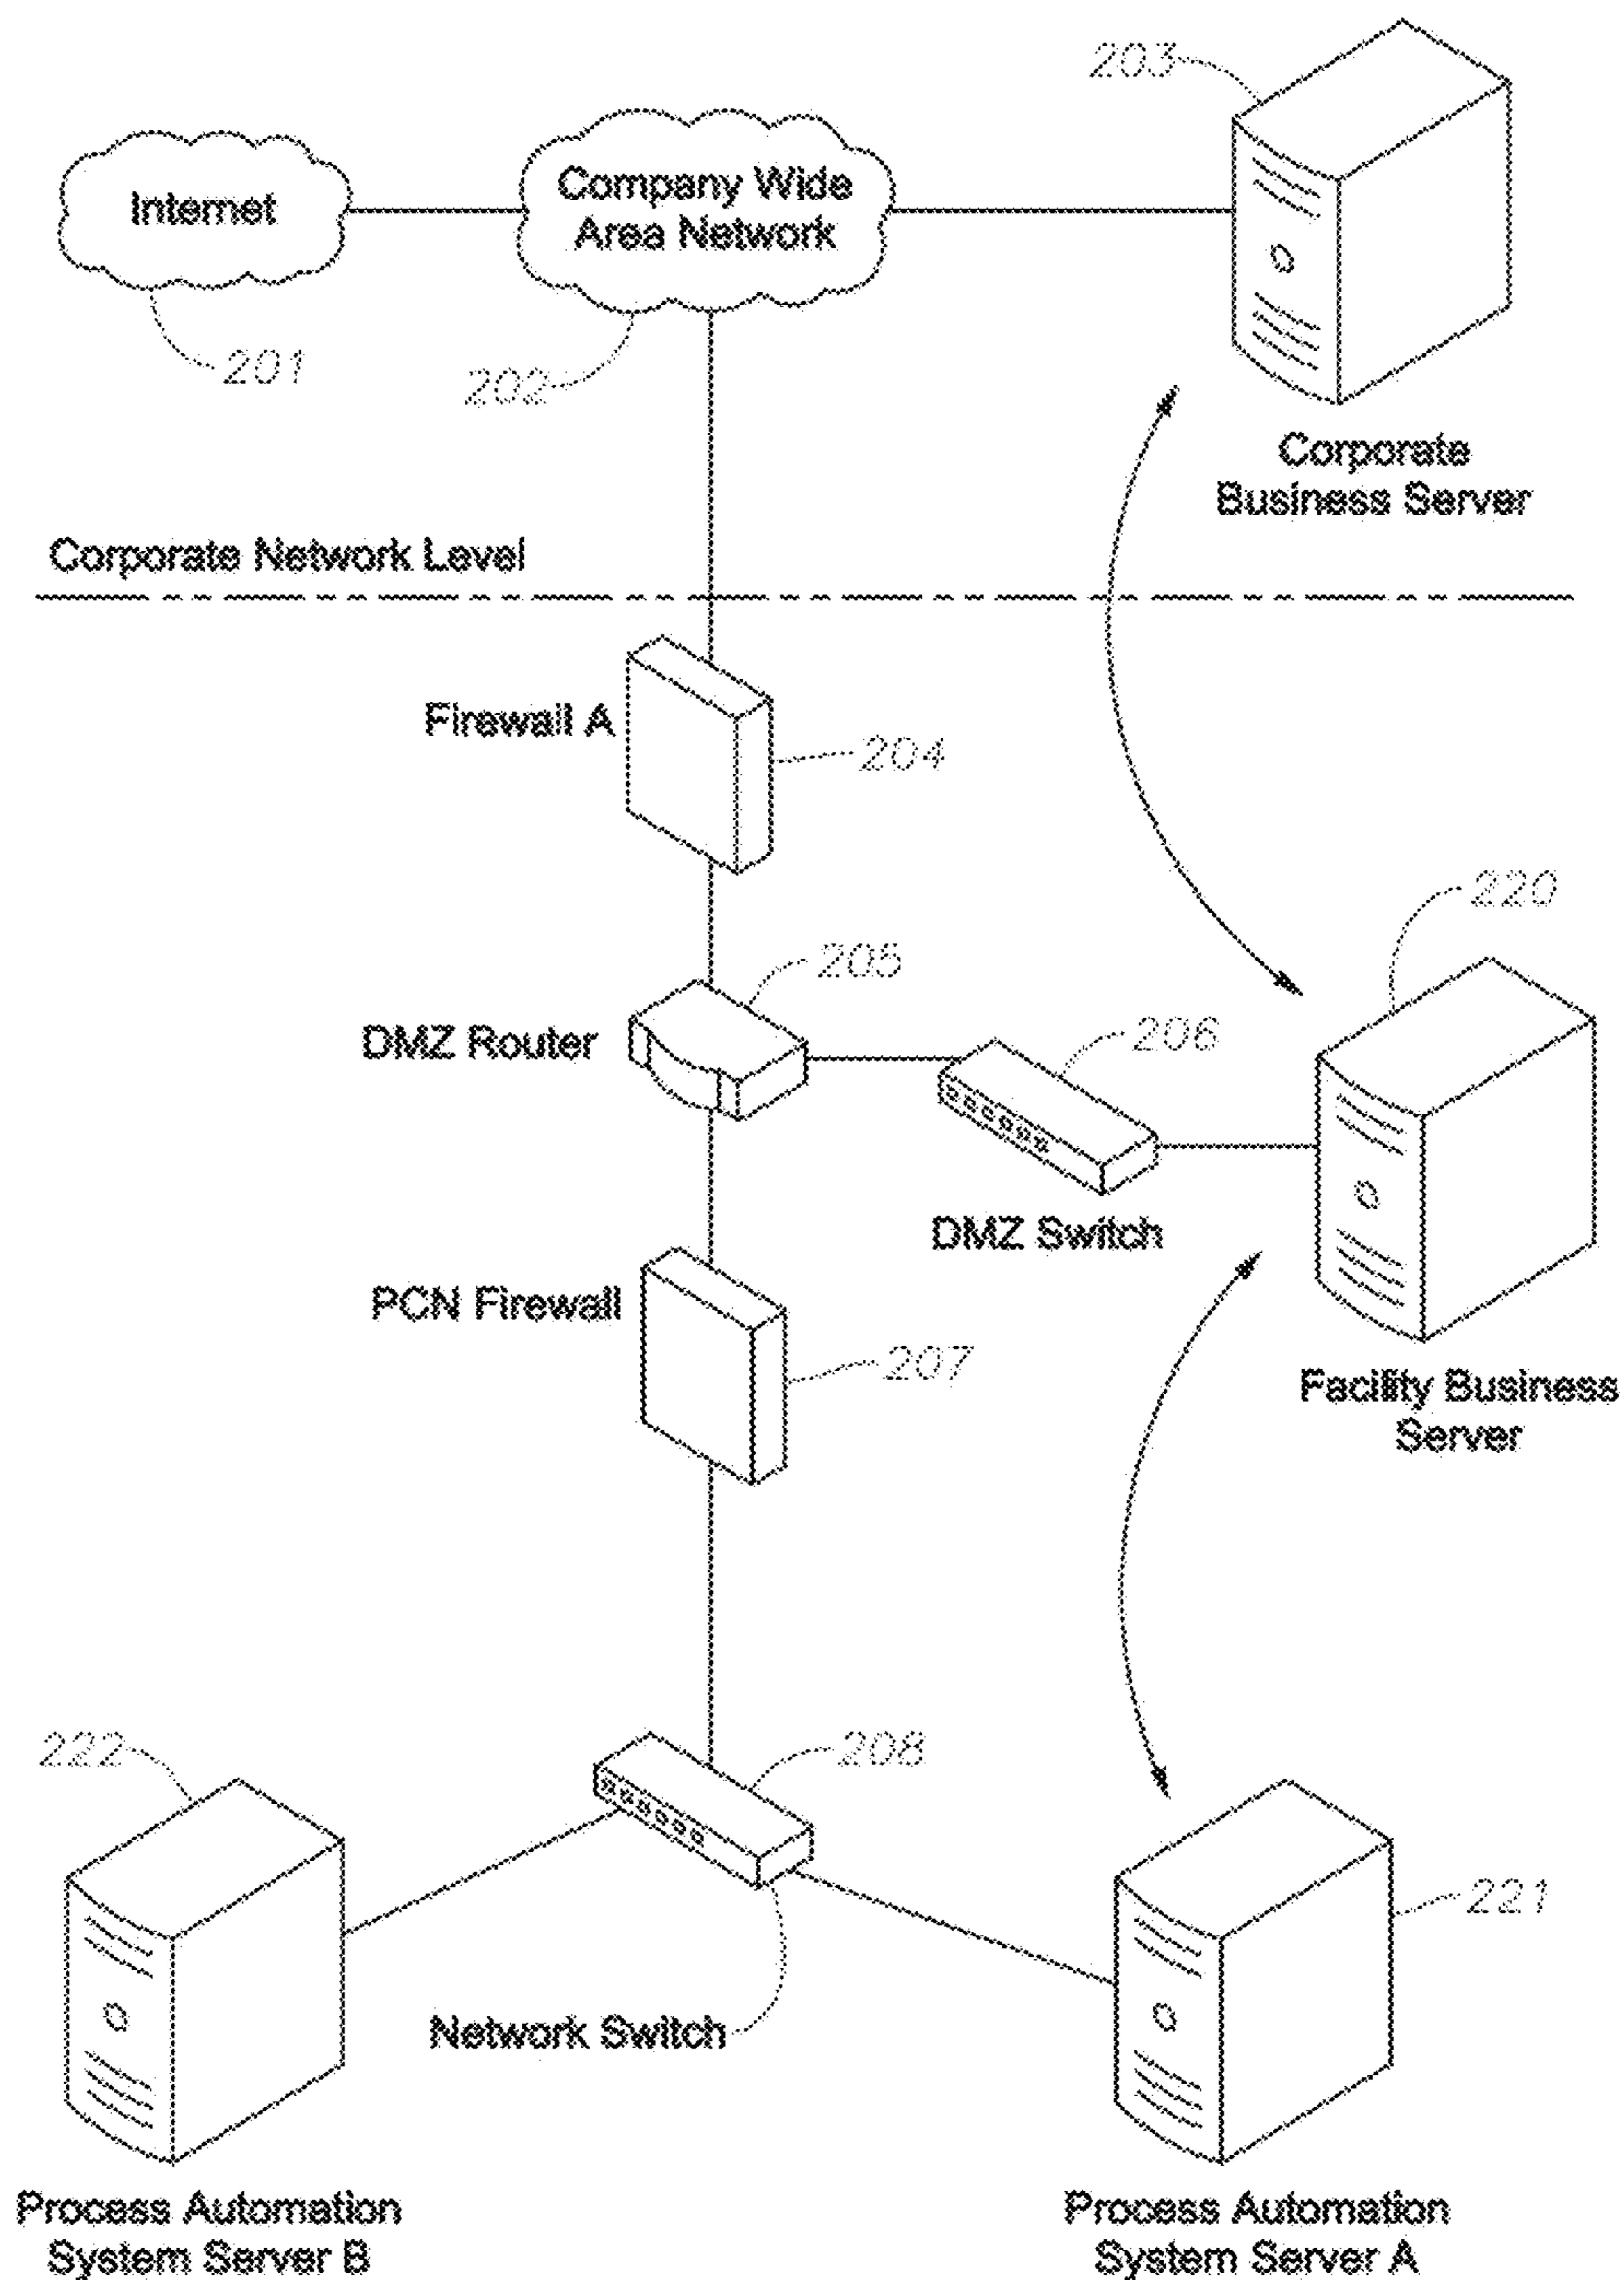 203
Internet
Company Wide
Area Network
201
202
Corporate
Business Server
Corporate Network Level
Firewall A
204
220
205
DMZ Router
206
DMZ Switch
PCN Firewall
207
Facility Business
Server
222
208
221
Network Switch
Process Automation
System Server B
Process Automation
System Server A